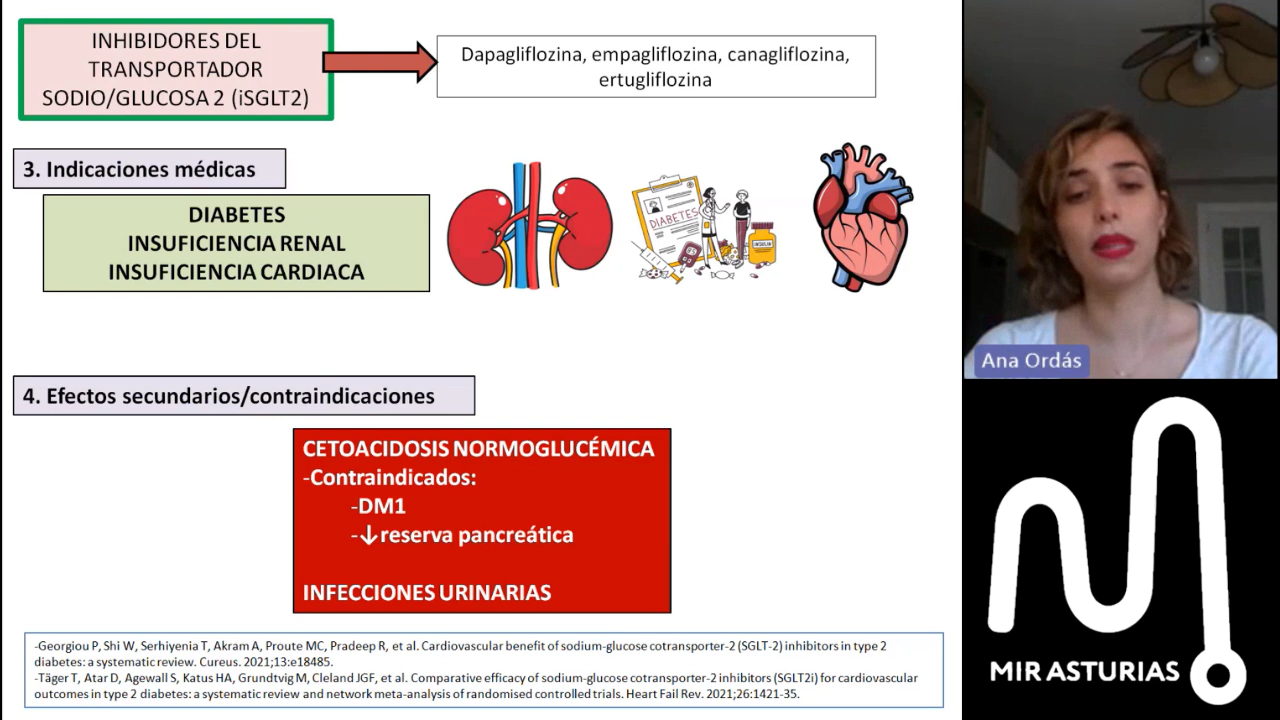 INHIBIDORES DEL
TRANSPORTADOR
SODIO/GLUCOSA 2 (iSGLT2)
Dapagliflozina, empagliflozina, canagliflozina,
ertugliflozina
3. Indicaciones médicas
DIABETES
INSUFICIENCIA RENAL
INSUFICIENCIA CARDIACA
DIABETES
INSULIN
4. Efectos secundarios/contraindicaciones
CETOACIDOSIS NORMOGLUCÉMICA
-Contraindicados:
-DM1
-↓reserva pancreática
INFECCIONES URINARIAS
-Georgiou P, Shi W, Serhiyenia T, Akram A, Proute MC, Pradeep R, et al. Cardiovascular benefit of sodium-glucose cotransporter-2 (SGLT-2) inhibitors in type 2
diabetes: a systematic review. Cureus. 2021;13:e18485.
-Täger T, Atar D, Agewall S, Katus HA, Grundtvig M, Cleland JGF, et al. Comparative efficacy of sodium-glucose cotransporter-2 inhibitors (SGLT2i) for cardiovascular
outcomes in type 2 diabetes: a systematic review and network meta-analysis of randomised controlled trials. Heart Fail Rev. 2021;26:1421-35.
Ana Ordás
MIR ASTURIAS